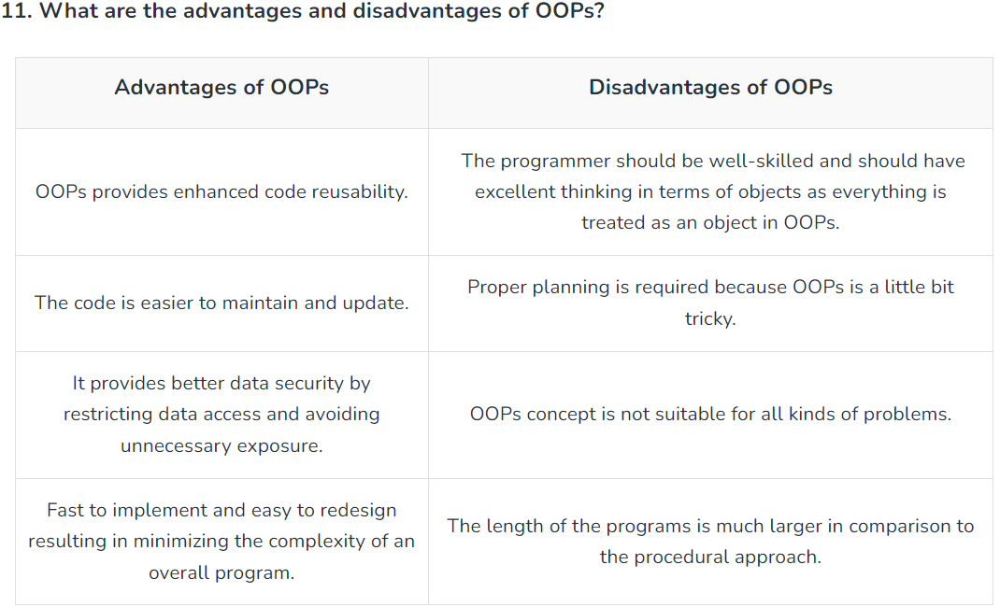 11. What are the advantages and disadvantages of OOPs?
Advantages of OOPs
Disadvantages of OOPs
OOPs provides enhanced code reusability.
The programmer should be well-skilled and should have
excellent thinking in terms of objects as everything is
treated as an object in OOPs.
The code is easier to maintain and update.
Proper planning is required because OOPs is a little bit
tricky.
It provides better data security by
restricting data access and avoiding
unnecessary exposure.
OOPs concept is not suitable for all kinds of problems.
Fast to implement and easy to redesign
resulting in minimizing the complexity of an
overall program.
The length of the programs is much larger in comparison to
the procedural approach.